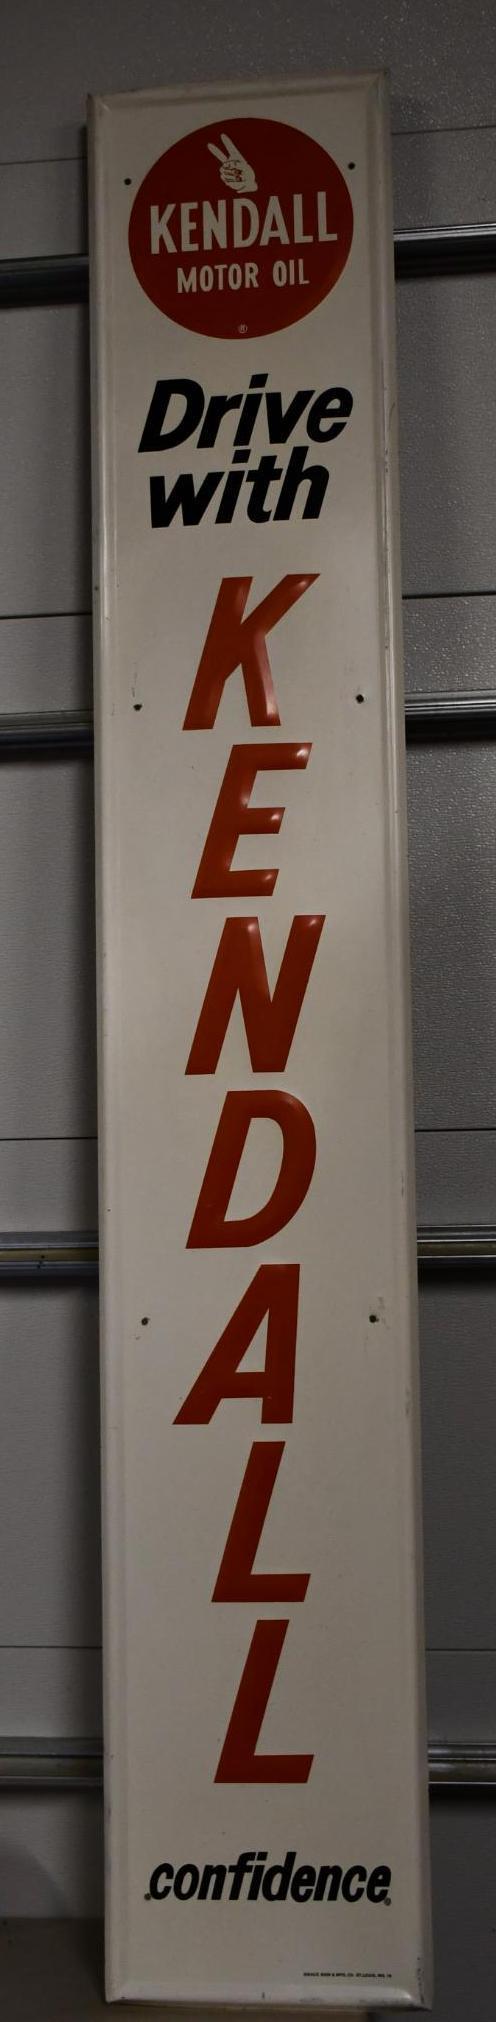 KENDALL
MOTOR OIL
®
Drive
with
K
E
N
D
A
L
L
confidence